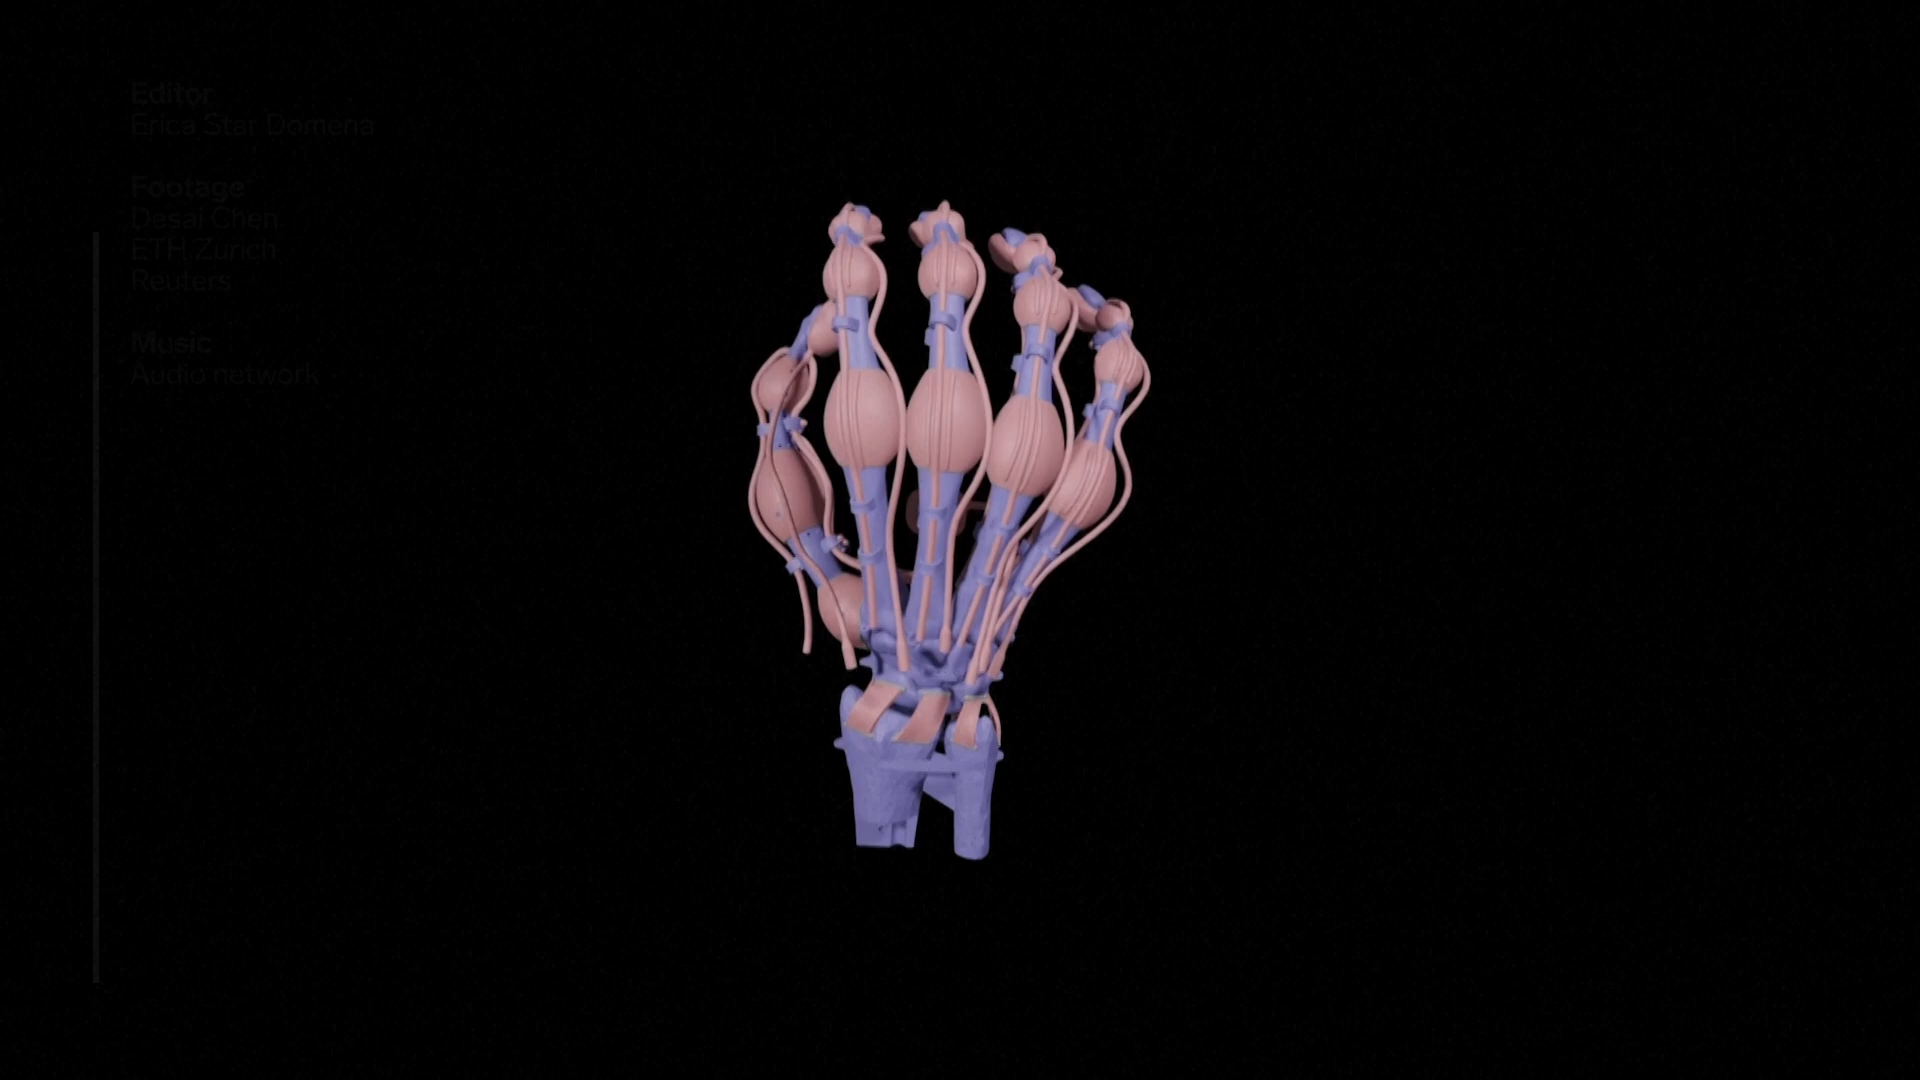 Editor
Erica Star Domena
Footage
Desai Chen
ETH Zurich
Reuters
Music
Audio network